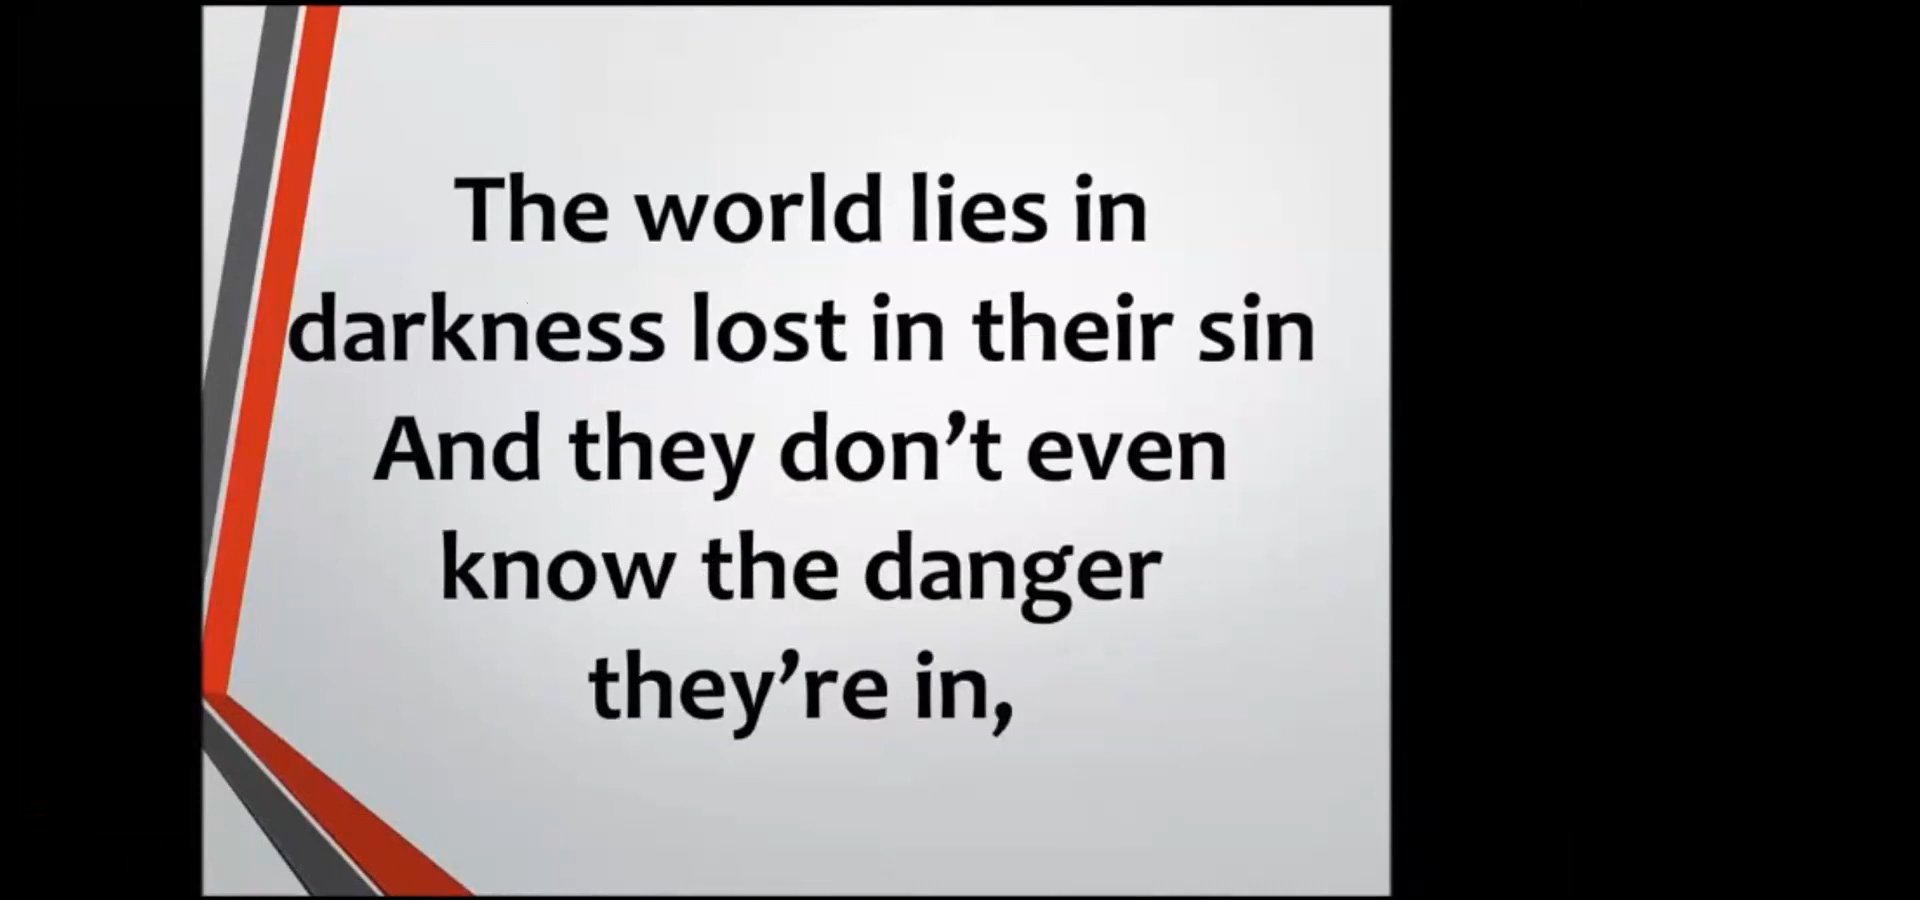 The world lies in
darkness lost in their sin
And they don’t even
know the danger
they’re in,